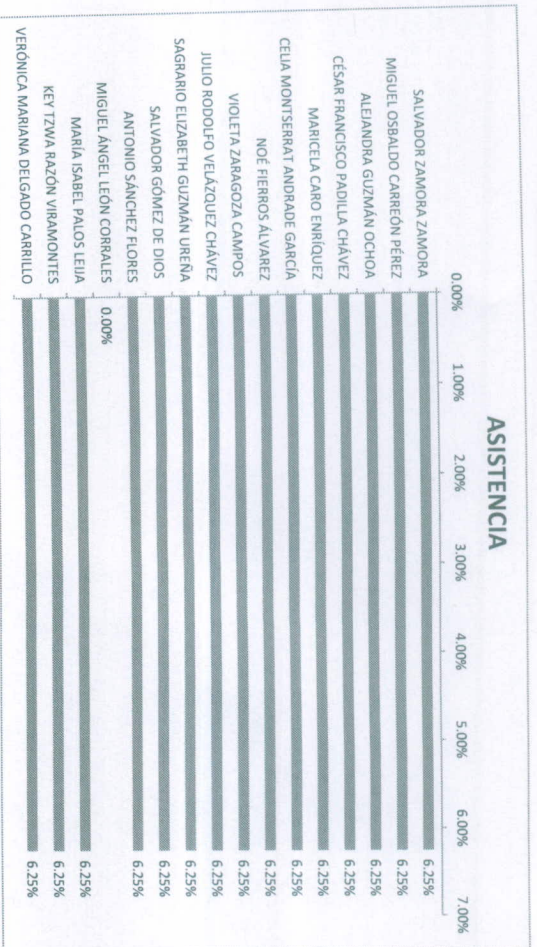 ASISTENCIA
0.00% 1.00% 2.00% 3.00% 4.00% 5.00% 6.00% 7.00%
SALVADOR ZAMORA ZAMORA 6.25%
MIGUEL OSBALDO CARREÓN PÉREZ 6.25%
ALEJANDRA GUZMÁN OCHOA 6.25%
CÉSAR FRANCISCO PADILLA CHÁVEZ 6.25%
MARICELA CARO ENRÍQUEZ 6.25%
CELIA MONTSERRAT ANDRADE GARCÍA 6.25%
NOÉ FIERROS ÁLVAREZ 6.25%
VIOLETA ZARAGOZA CAMPOS 6.25%
JULIO RODOLFO VELÁZQUEZ CHÁVEZ 6.25%
SAGRARIO ELIZABETH GUZMÁN UREÑA 6.25%
SALVADOR GÓMEZ DE DIOS 6.25%
ANTONIO SÁNCHEZ FLORES 6.25%
MIGUEL ÁNGEL LEÓN CORRALES 0.00%
MARÍA ISABEL PALOS LEIJA 6.25%
KEY TZWA RAZÓN VIRAMONTES 6.25%
VERÓNICA MARIANA DELGADO CARRILLO 6.25%